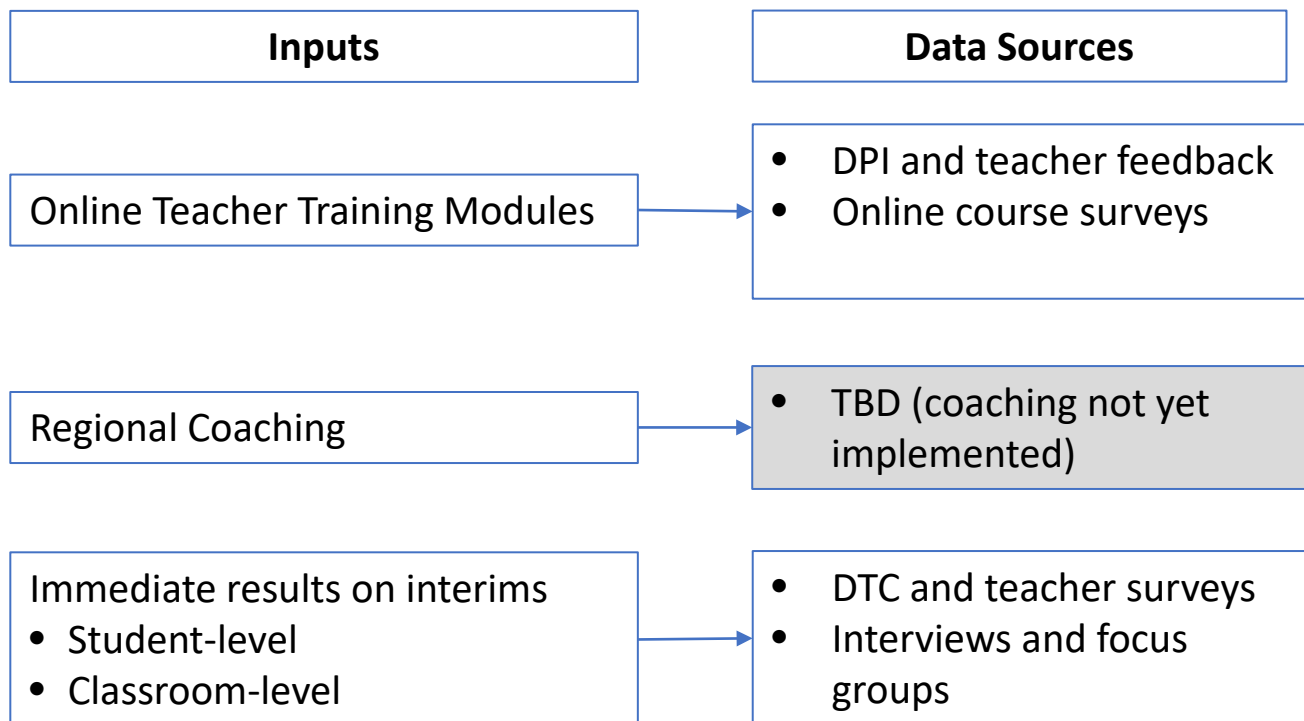 Inputs
Data Sources
Online Teacher Training Modules
• DPI and teacher feedback
• Online course surveys
Regional Coaching
• TBD (coaching not yet
implemented)
Immediate results on interims
• Student-level
• Classroom-level
• DTC and teacher surveys
• Interviews and focus
groups